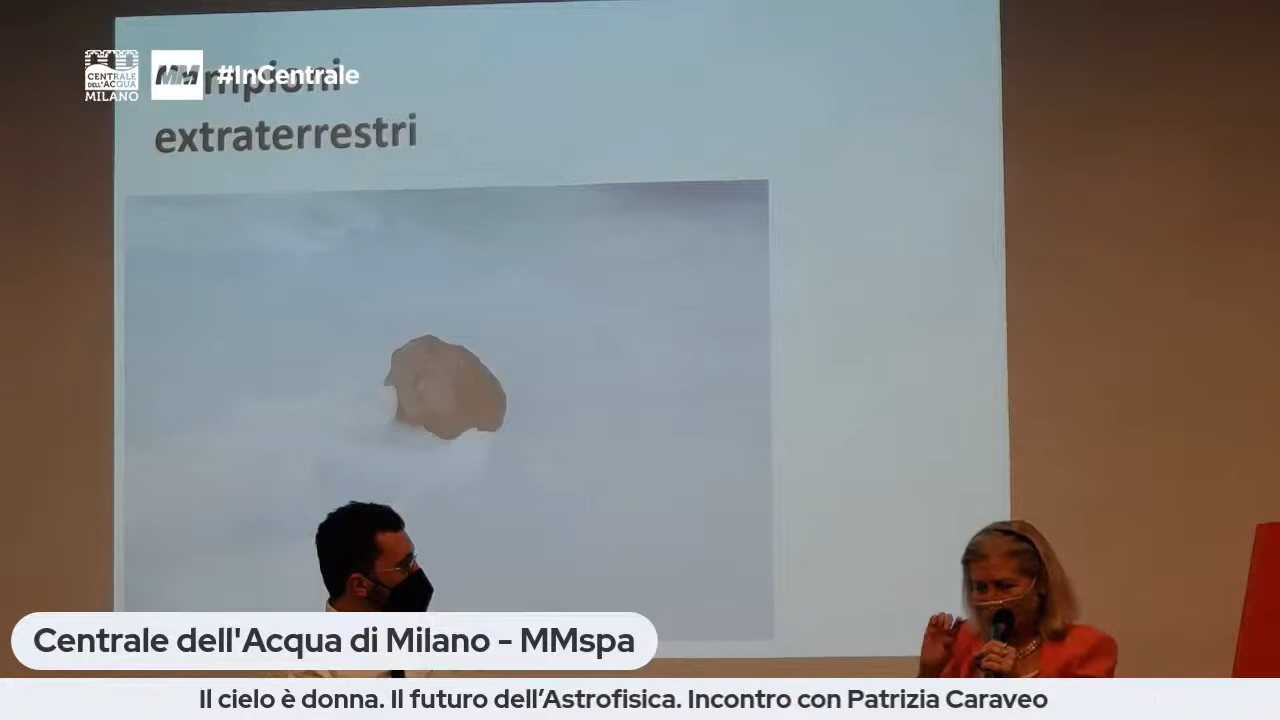 CENTRALE
DELL'ACQUA
MILANO
MM
#InCentrale
extraterrestri
Centrale dell'Acqua di Milano - MMspa
Il cielo è donna. Il futuro dell’Astrofisica. Incontro con Patrizia Caraveo